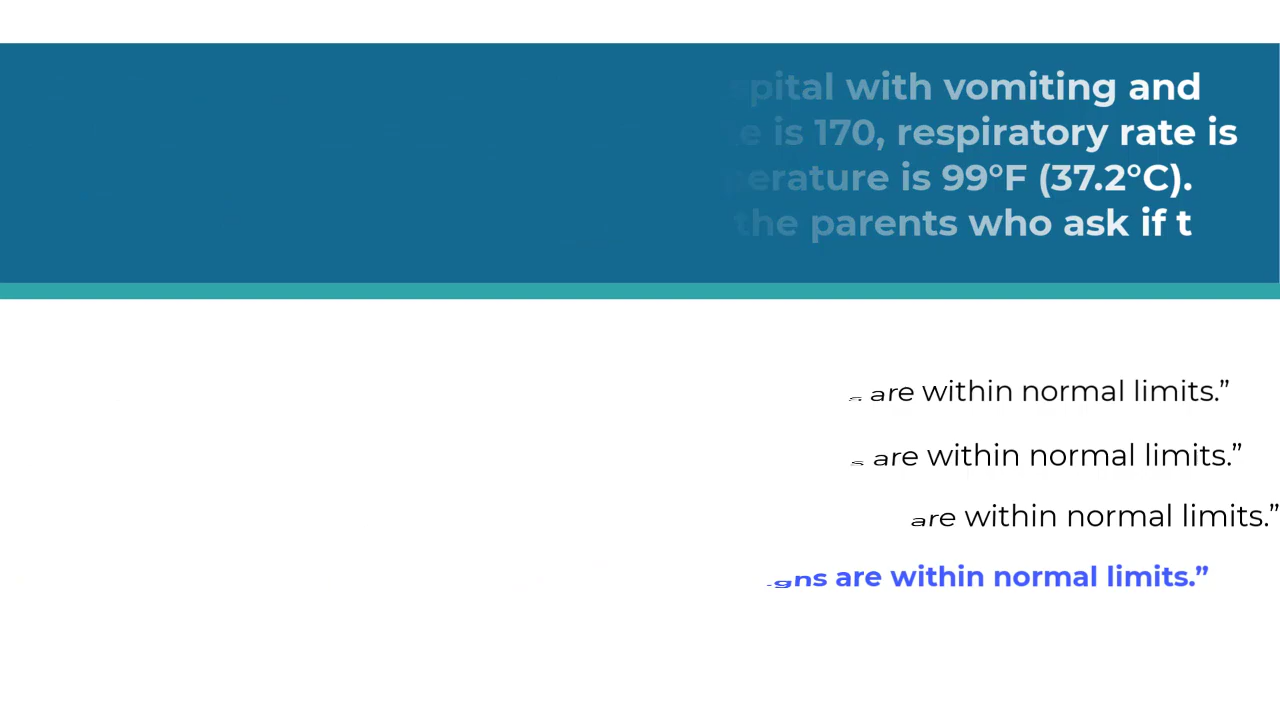 spital with vomiting and
e is 170, respiratory rate is
perature is 99°F (37.2°C).
the parents who ask if t
are within normal limits.”
are within normal limits.”
are within normal limits.”
gns are within normal limits.”